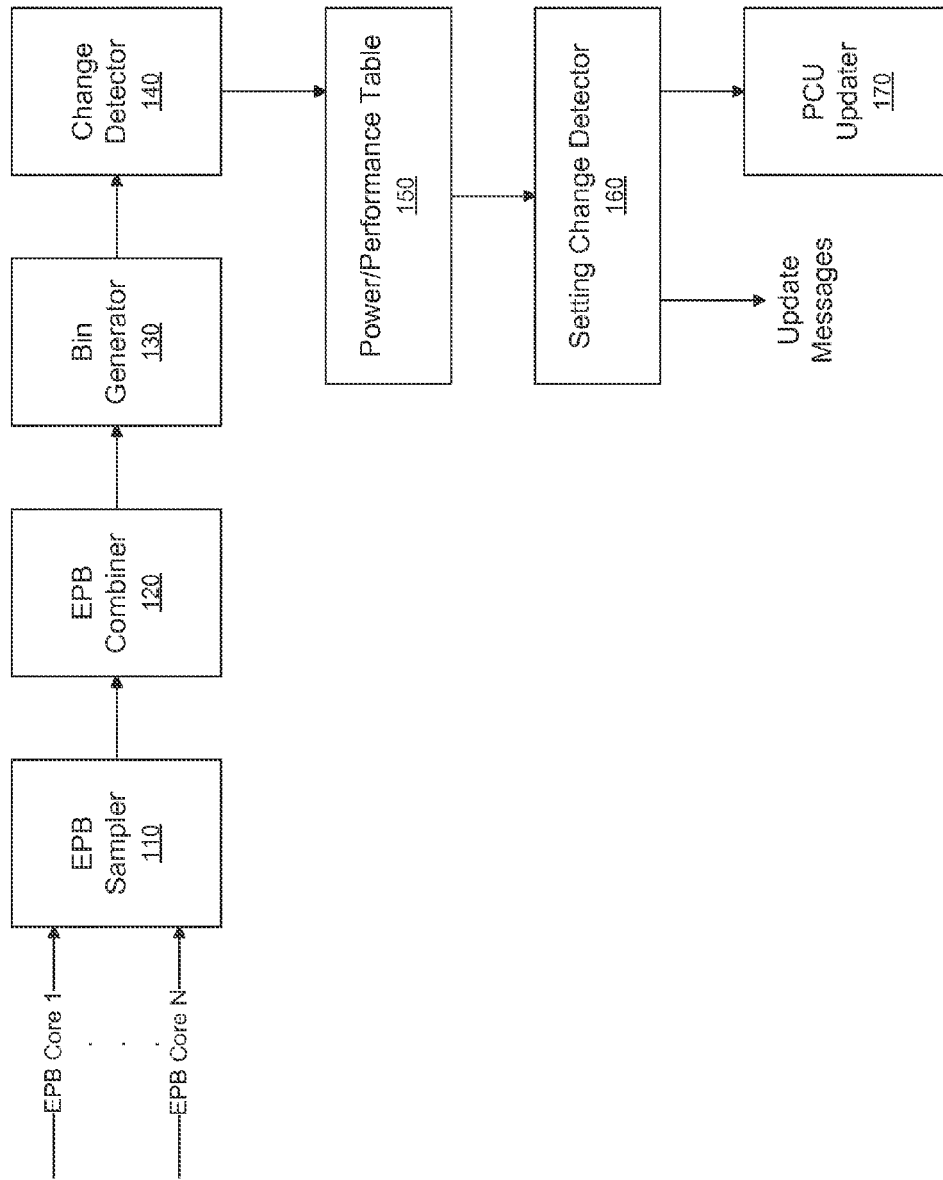 EPB Core 1
EPB Core N
EPB
Sampler
110
EPB
Combiner
120
Bin
Generator
130
Change
Detector
140
Power/Performance Table
150
Setting Change Detector
160
Update
Messages
PCU
Updater
170